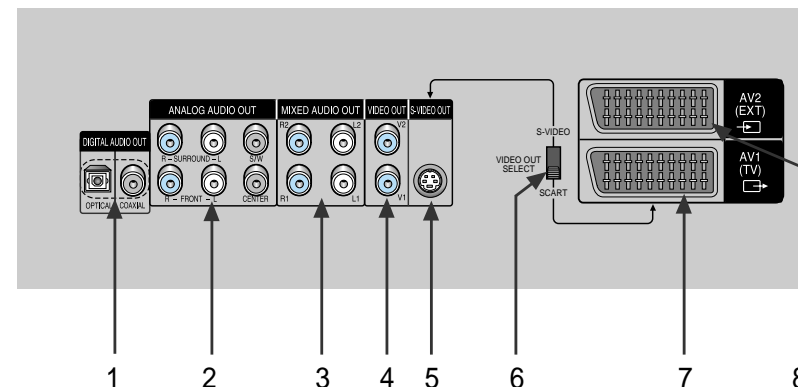 DIGITAL AUDIO OUT
OPTICAL
COAXIAL
ANALOG AUDIO OUT
R – SURROUND – L
S/W
R – FRONT – L
CENTER
MIXED AUDIO OUT
R2
L2
R1
L1
VIDEO OUT
V2
V1
S-VIDEO OUT
S-VIDEO
VIDEO OUT
SELECT
SCART
AV2
(EXT)
AV1
(TV)
1 2 3 4 5 6 7 8